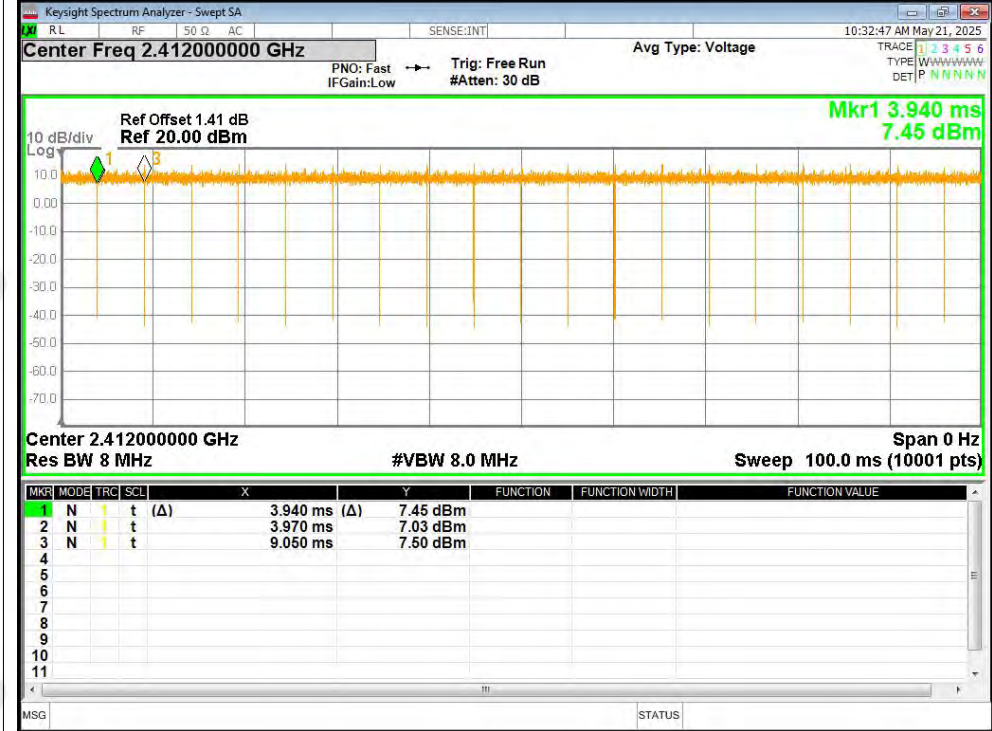 Keysight Spectrum Analyzer - Swept SA
LXI RL RF 50 Ω AC SENSE:INT 10:32:47 AM May 21, 2025
Center Freq 2.412000000 GHz Avg Type: Voltage TRACE 1 2 3 4 5 6
PNO: Fast Trig: Free Run TYPE WWWWWW
IFGain:Low #Atten: 30 dB DET P N N N N N
Mkr1 3.940 ms
Ref Offset 1.41 dB
10 dB/div Ref 20.00 dBm 7.45 dBm
Log
1 3
10.0
0.00
-10.0
-20.0
-30.0
-40.0
-50.0
-60.0
-70.0
Center 2.412000000 GHz Span 0 Hz
Res BW 8 MHz #VBW 8.0 MHz Sweep 100.0 ms (10001 pts)
MKR MODE TRC SCL X Y FUNCTION FUNCTION WIDTH FUNCTION VALUE
1 N 1 t (Δ) 3.940 ms (Δ) 7.45 dBm
2 N 1 t 3.970 ms 7.03 dBm
3 N 1 t 9.050 ms 7.50 dBm
4
5
6
7
8
9
10
11
MSG STATUS